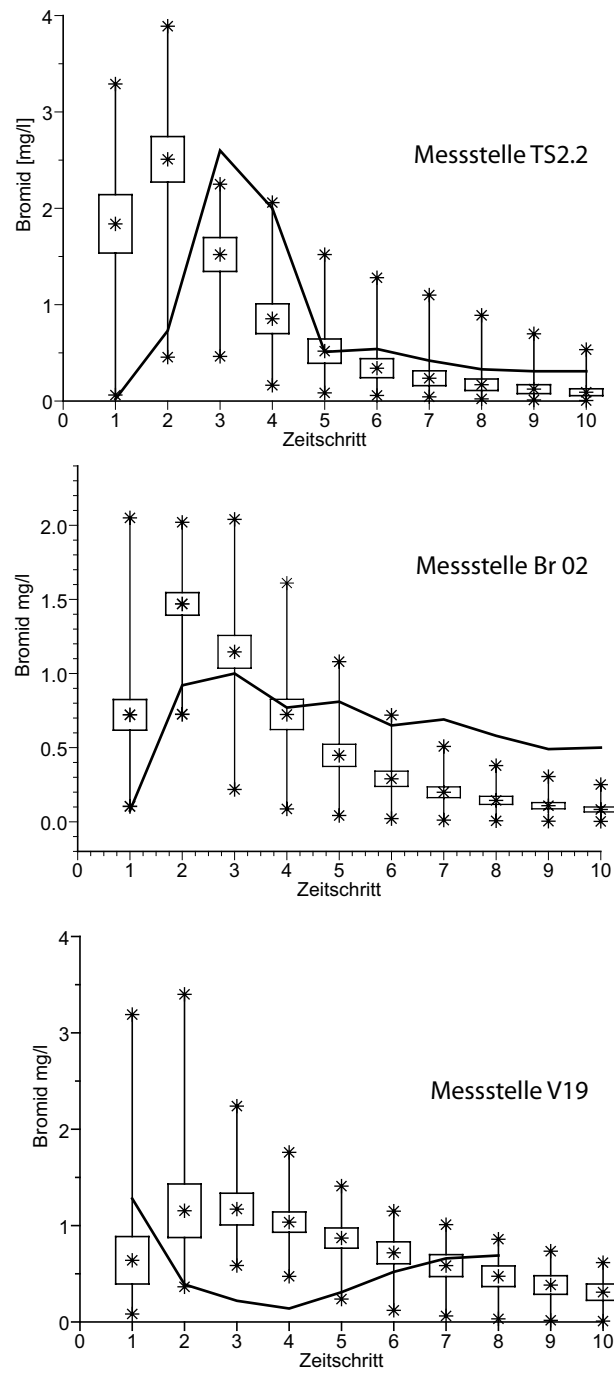 4
3
2
1
0
Bromid [mg/l]
Messstelle TS2.2
0 1 2 3 4 5 6 7 8 9 10
Zeitschritt
2.0
1.5
1.0
0.5
0.0
Bromid mg/l
Messstelle Br 02
0 1 2 3 4 5 6 7 8 9 10
Zeitschritt
4
3
2
1
0
Bromid mg/l
Messstelle V19
0 1 2 3 4 5 6 7 8 9 10
Zeitschritt